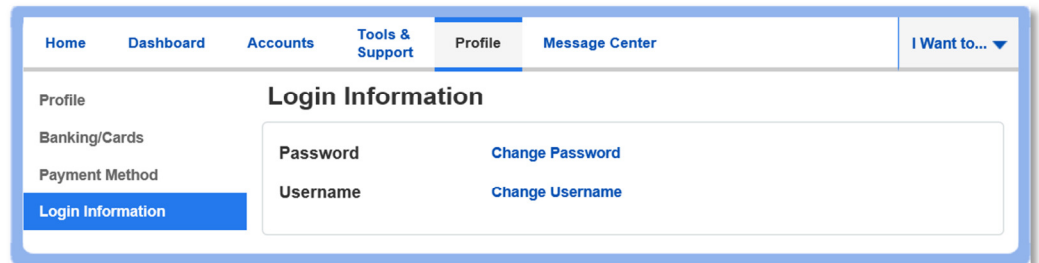 Home Dashboard Accounts Tools & Support Profile Message Center I Want to...
Profile
Banking/Cards
Payment Method
Login Information
Login Information
Password Change Password
Username Change Username